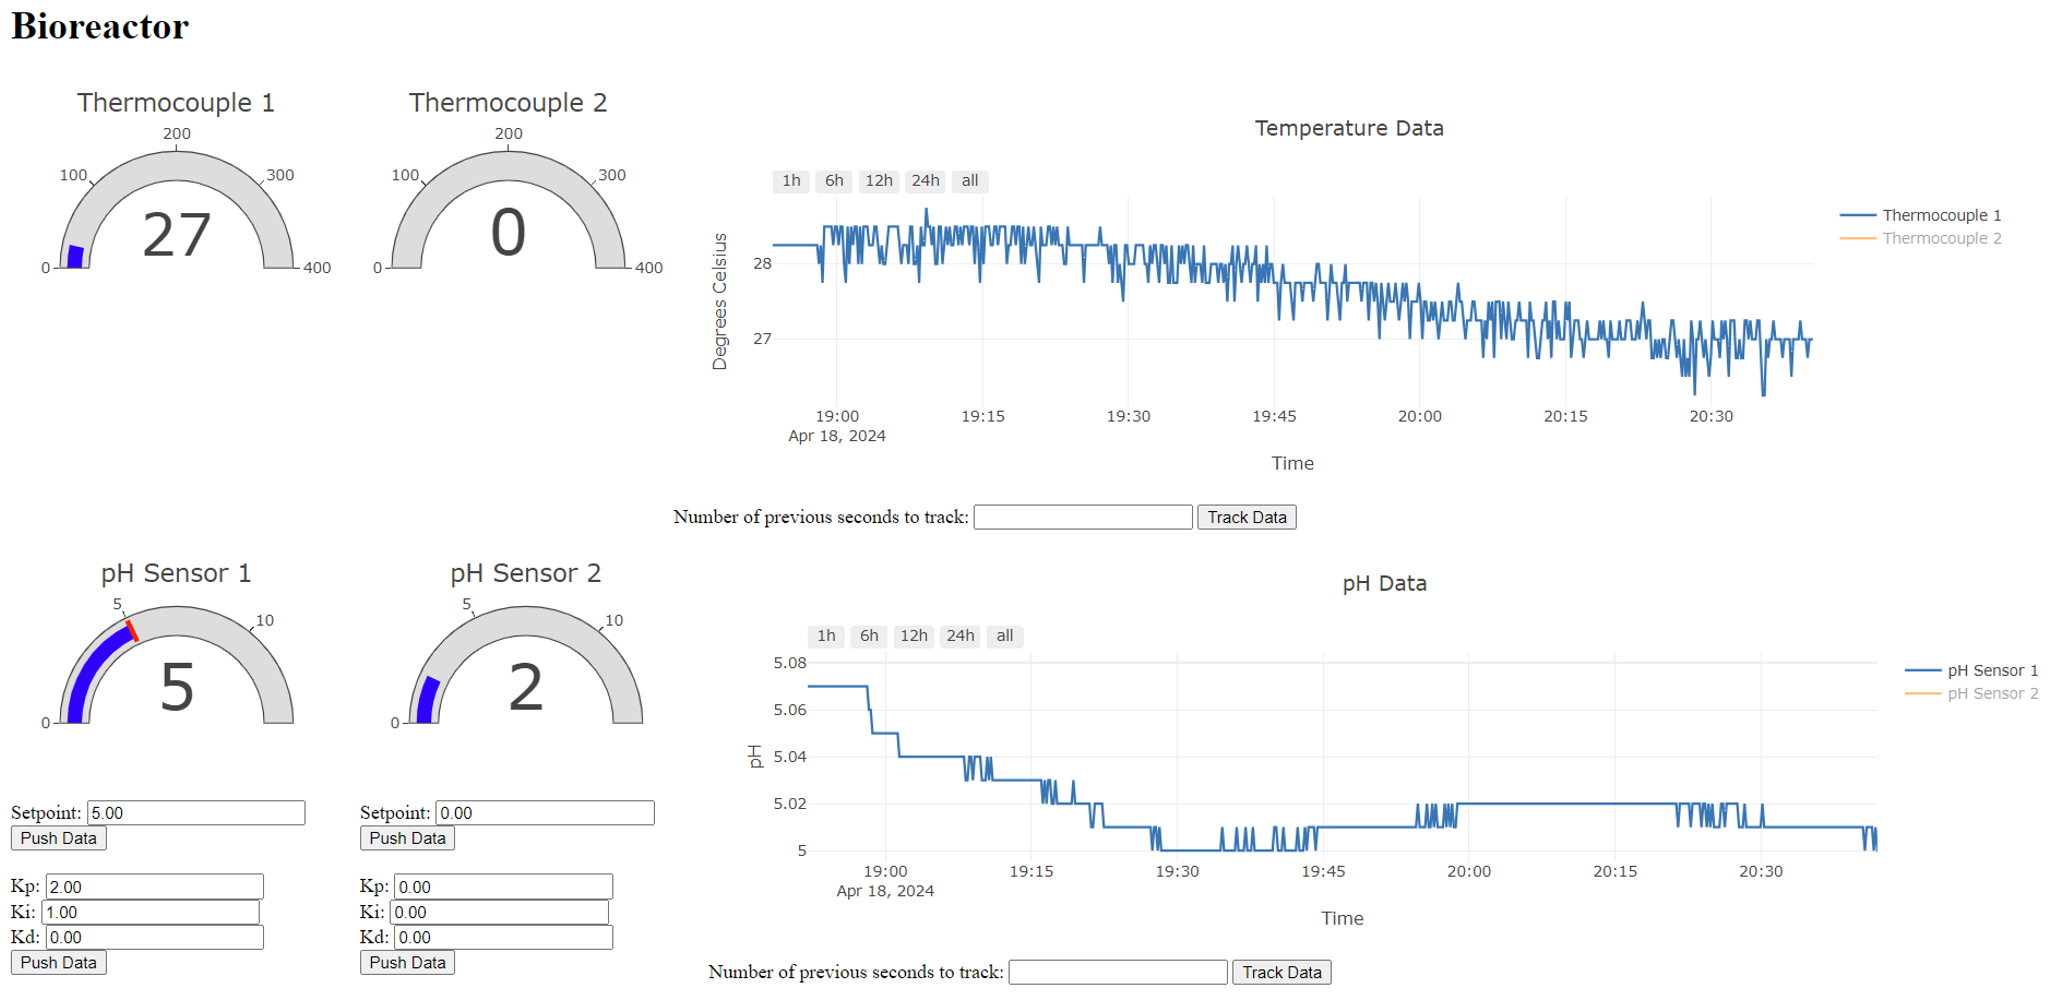 Bioreactor
Thermocouple 1
200
100
300
27
0
400
Thermocouple 2
200
100
300
0
0
400
Temperature Data
1h 6h 12h 24h all
Degrees Celsius
28
27
19:00 19:15 19:30 19:45 20:00 20:15 20:30
Apr 18, 2024
Time
Thermocouple 1
Thermocouple 2
Number of previous seconds to track: Track Data
pH Sensor 1
5
10
5
0
pH Sensor 2
5
10
2
0
pH Data
1h 6h 12h 24h all
pH
5.08
5.06
5.04
5.02
5
19:00 19:15 19:30 19:45 20:00 20:15 20:30
Apr 18, 2024
Time
pH Sensor 1
pH Sensor 2
Setpoint: 5.00
Push Data
Kp: 2.00
Ki: 1.00
Kd: 0.00
Push Data
Setpoint: 0.00
Push Data
Kp: 0.00
Ki: 0.00
Kd: 0.00
Push Data
Number of previous seconds to track: Track Data